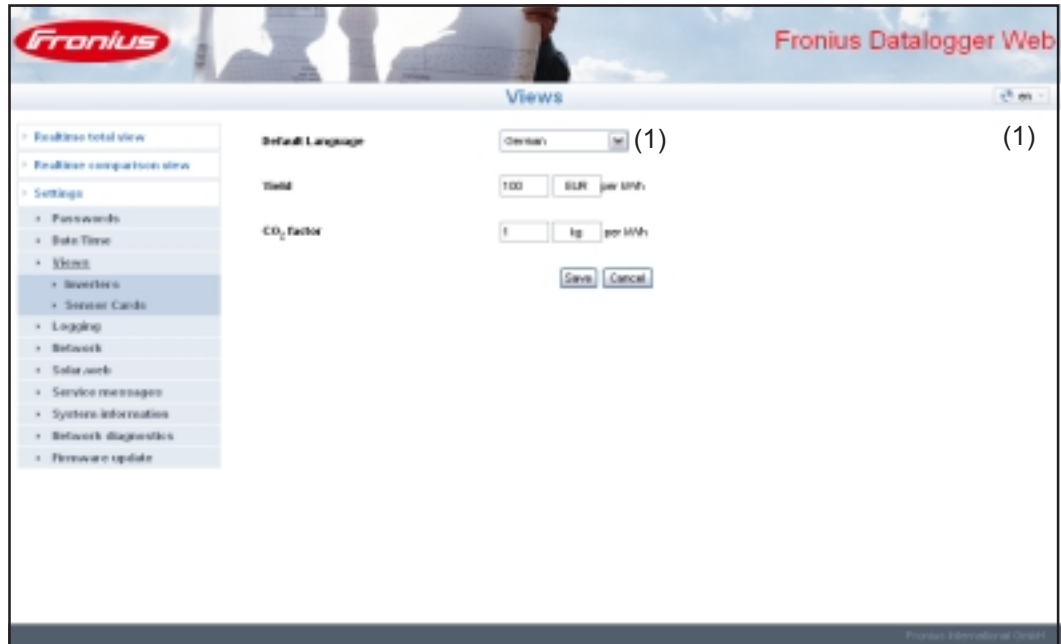 Fronius
Fronius Datalogger Web
Views
en
Realtime total view
Realtime comparison view
Settings
Passwords
Date/Time
Views
Inverters
Sensor Cards
Logging
Network
Solar.web
Service messages
System information
Network diagnostics
Firmware update
Default Language German (1)
(1)
Yield 100 EUR per kWh
CO₂ factor 1 kg per kWh
Save Cancel
Fronius International GmbH